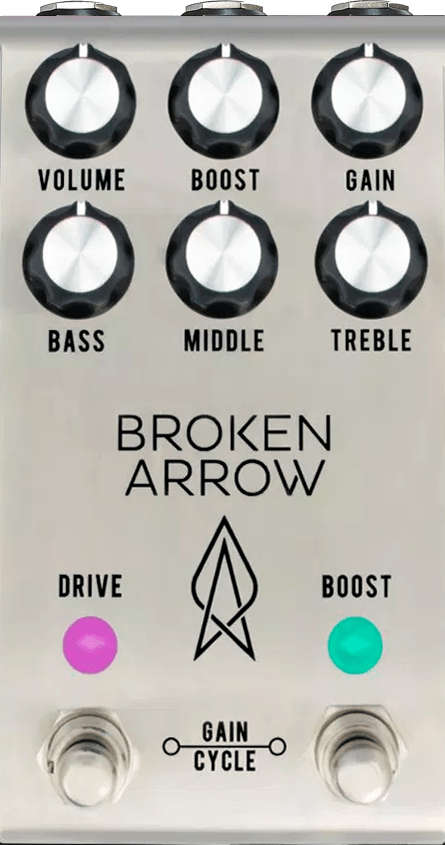 VOLUME BOOST GAIN
BASS MIDDLE TREBLE
BROKEN
ARROW
DRIVE BOOST
GAIN
CYCLE